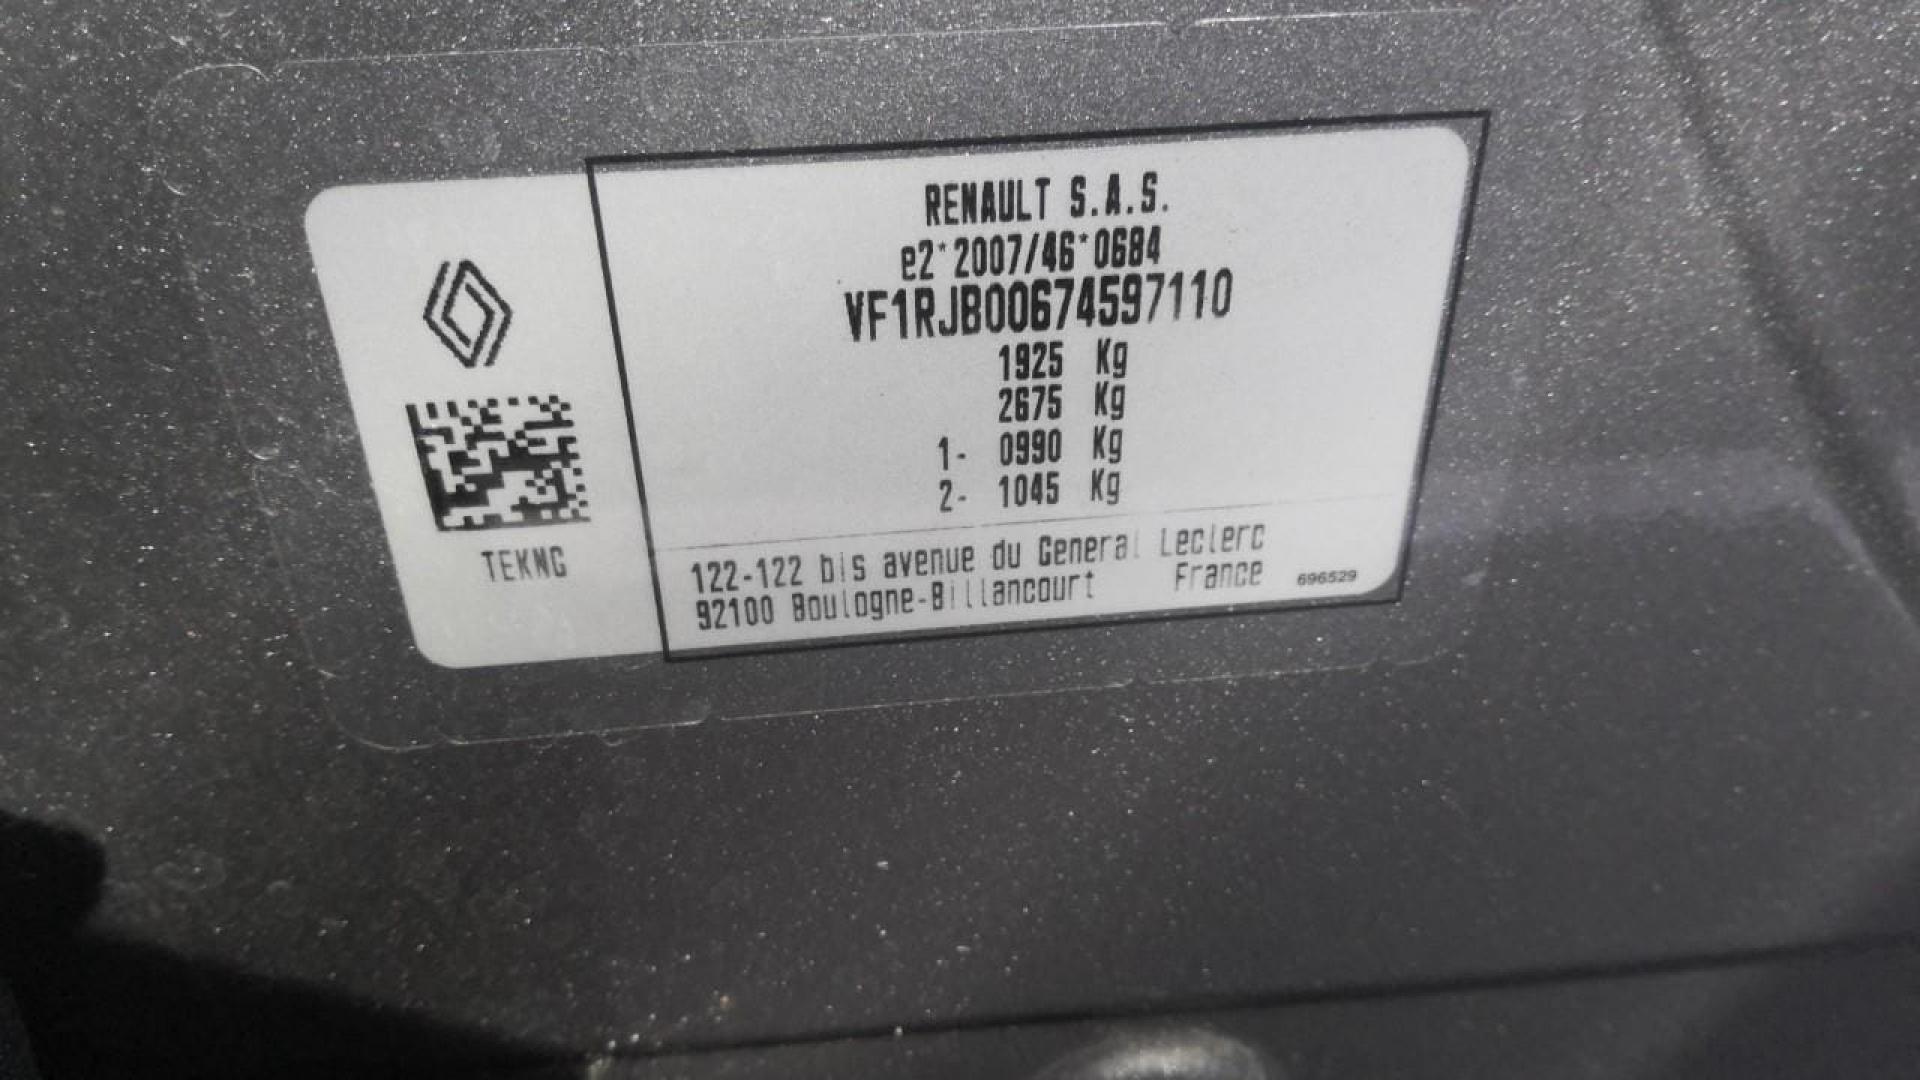 RENAULT S.A.S.
e2*2007/46*0684
VF1RJB00674597110
1925 Kg
2675 Kg
1- 0990 Kg
2- 1045 Kg
TEKNG
122-122 bis avenue du General Leclerc
92100 Boulogne-Billancourt France
696529